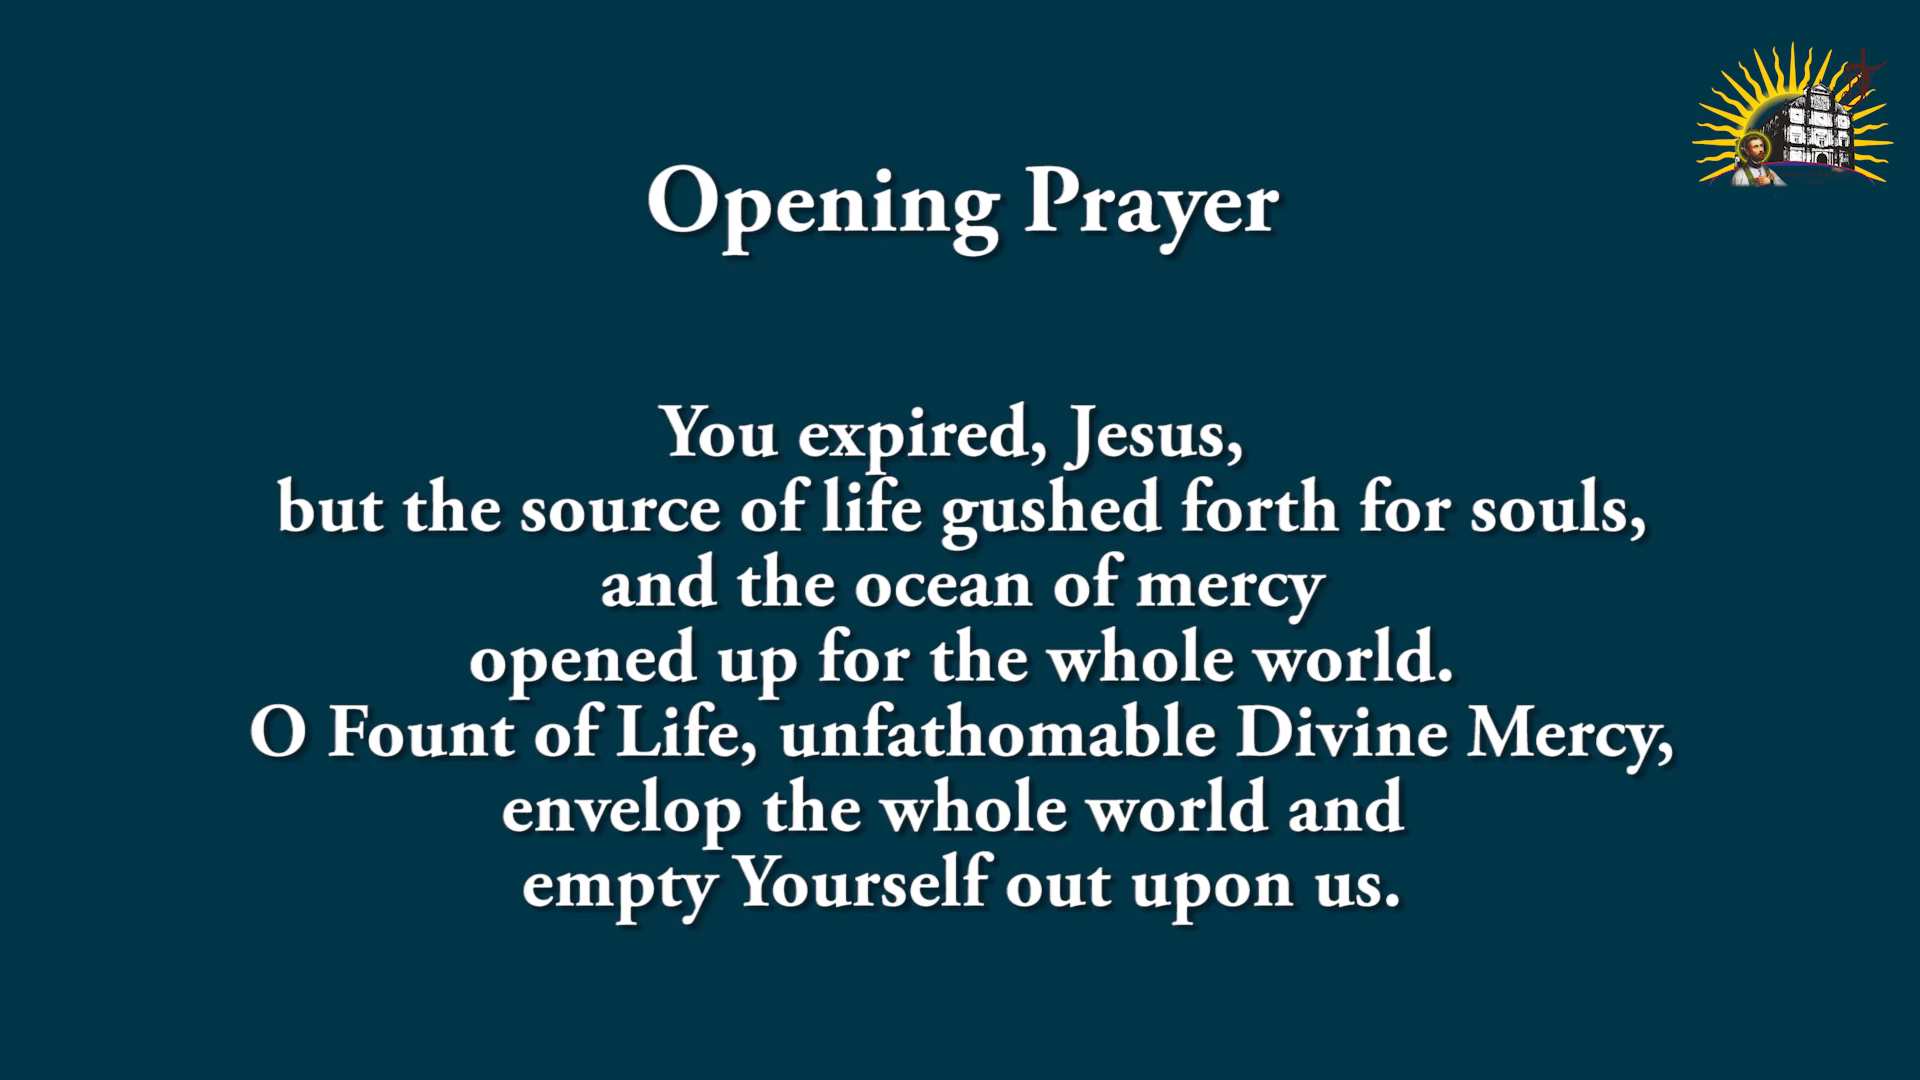 Opening Prayer
You expired, Jesus,
but the source of life gushed forth for souls,
and the ocean of mercy
opened up for the whole world.
O Fount of Life, unfathomable Divine Mercy,
envelop the whole world and
empty Yourself out upon us.